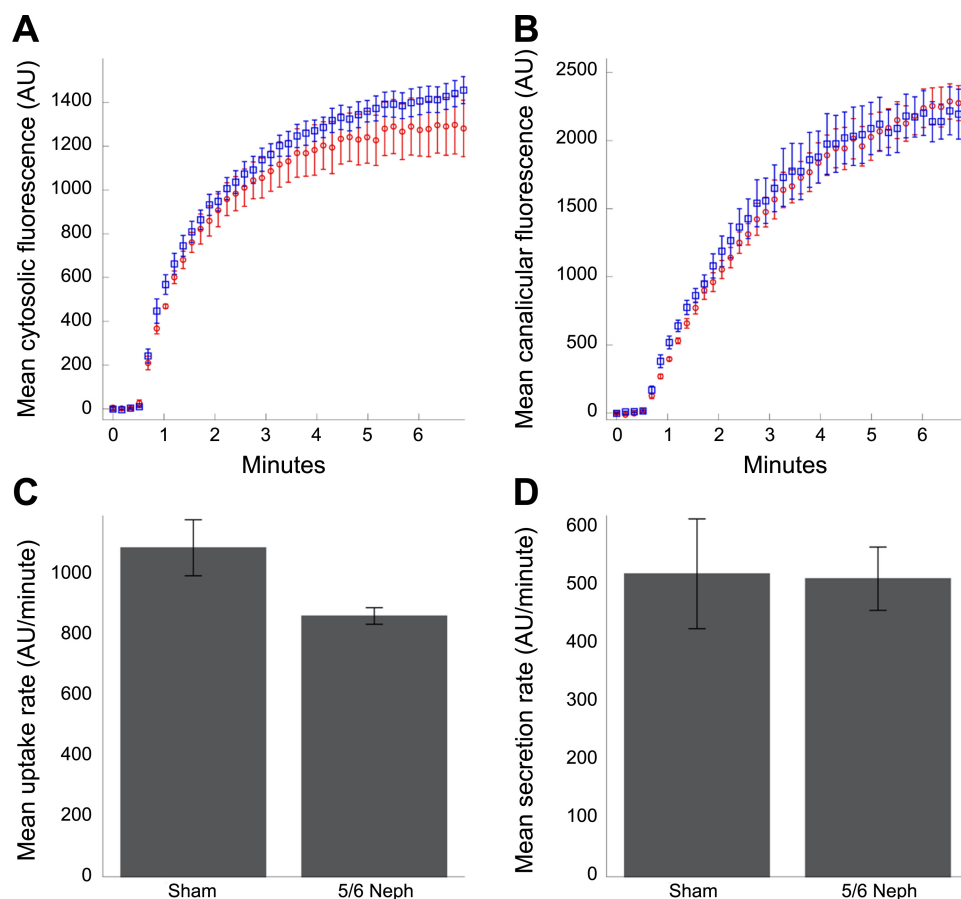 A
Mean cytosolic fluorescence (AU)
1400
1200
1000
800
600
400
200
0
0 1 2 3 4 5 6
Minutes
B
Mean canalicular fluorescence (AU)
2500
2000
1500
1000
500
0
0 1 2 3 4 5 6
Minutes
C
Mean uptake rate (AU/minute)
1000
800
600
400
200
0
Sham 5/6 Neph
D
Mean secretion rate (AU/minute)
600
500
400
300
200
100
0
Sham 5/6 Neph